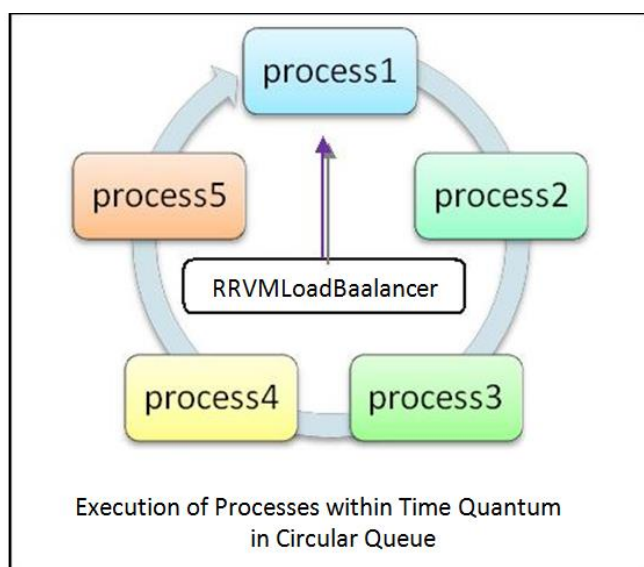 process1
process5
process2
RRVMLoadBaalancer
process4
process3
Execution of Processes within Time Quantum
in Circular Queue